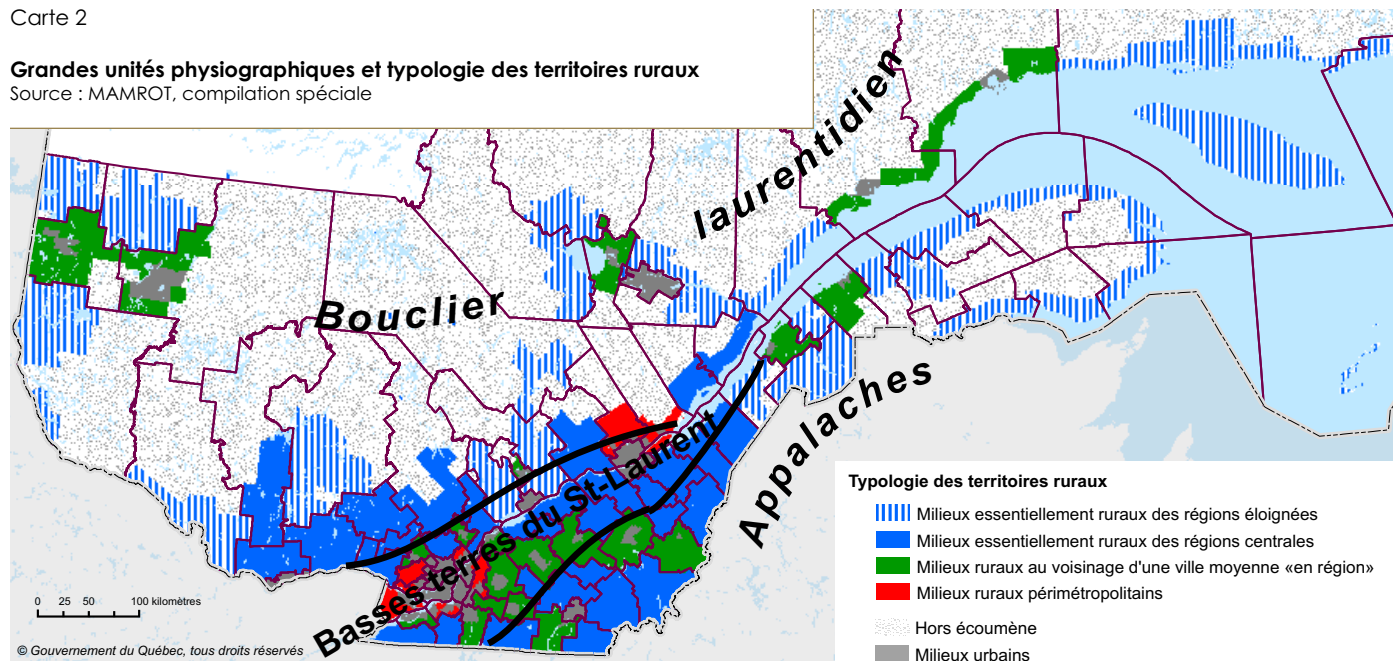 Carte 2
Grandes unités physiographiques et typologie des territoires ruraux
Source : MAMROT, compilation spéciale
laurentidien
Bouclier
Appalaches
Basses terres du St-Laurent
Typologie des territoires ruraux
Milieux essentiellement ruraux des régions éloignées
Milieux essentiellement ruraux des régions centrales
Milieux ruraux au voisinage d'une ville moyenne «en région»
Milieux ruraux périmétropolitains
Hors écoumène
Milieux urbains
0 25 50 100 kilomètres
© Gouvernement du Québec, tous droits réservés